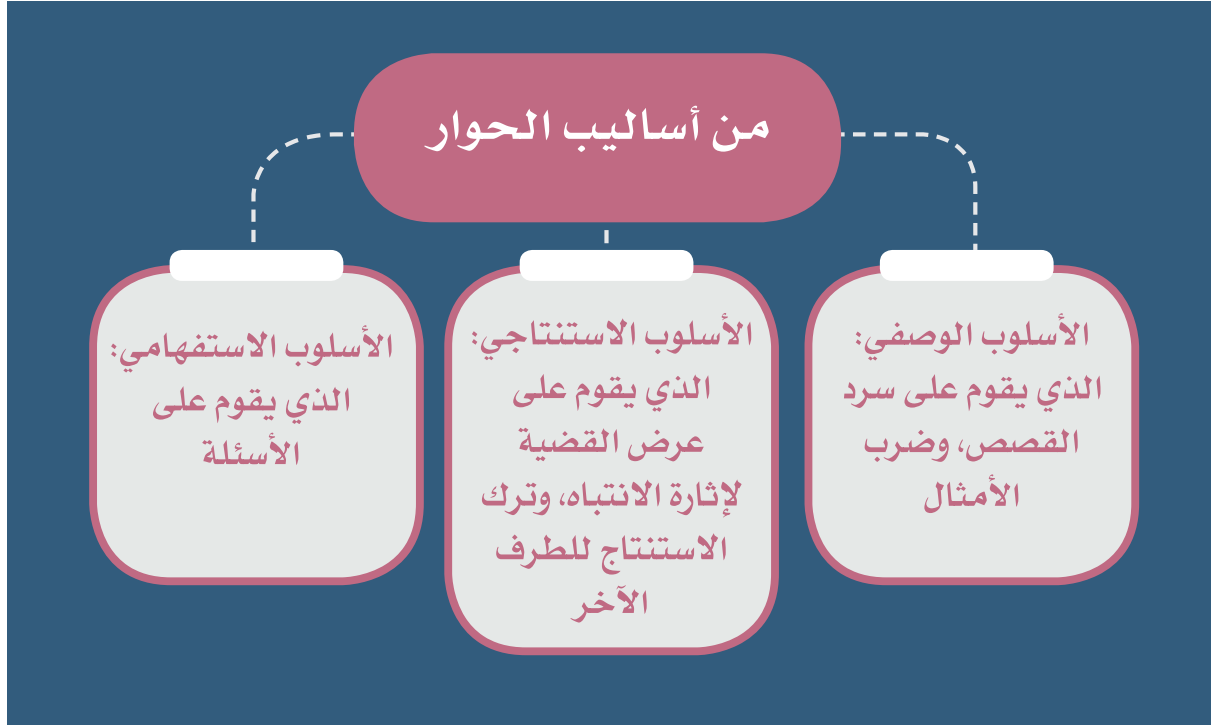 من أساليب الحوار
الأسلوب الوصفي:
الذي يقوم على سرد
القصص، وضرب
الأمثال
الأسلوب الاستنتاجي:
الذي يقوم على
عرض القضية
لإثارة الانتباه، وترك
الاستنتاج للطرف
الآخر
الأسلوب الاستفهامي:
الذي يقوم على
الأسئلة